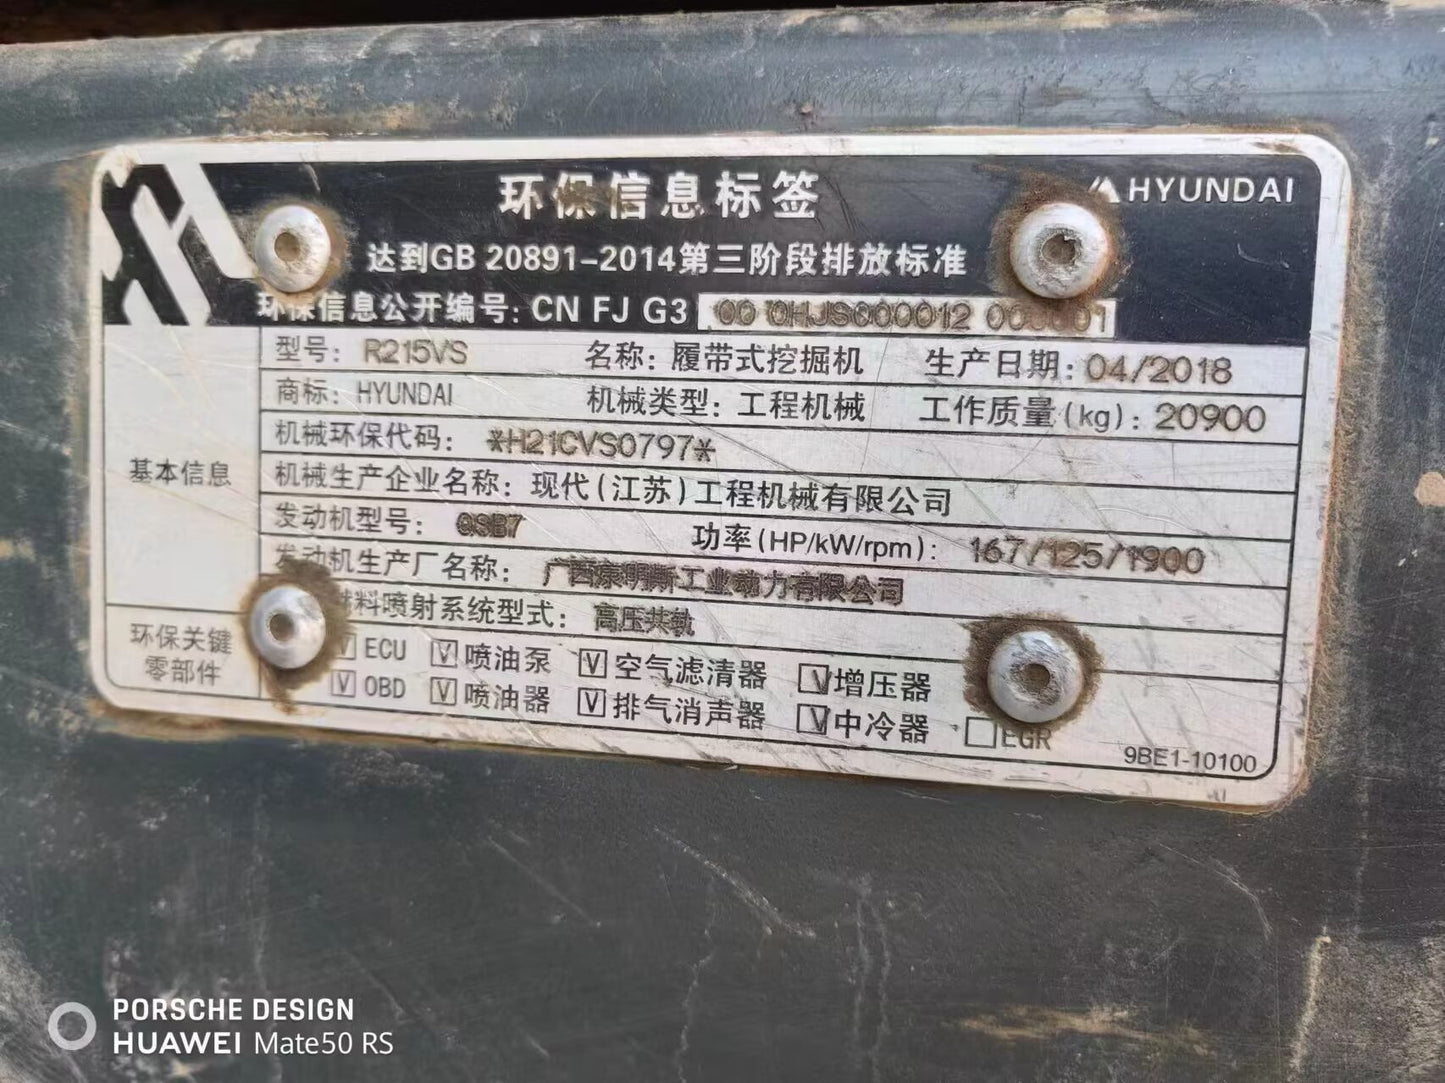 环保信息标签
HYUNDAI
达到GB 20891-2014第三阶段排放标准
环保信息公开编号: CN FJ G3 00 0HJS000012
型号: R215VS 名称: 履带式挖掘机 生产日期: 04/2018
商标: HYUNDAI 机械类型: 工程机械 工作质量(kg): 20900
机械环保代码: *H21CVS0797*
基本信息
机械生产企业名称: 现代(江苏)工程机械有限公司
发动机型号: QSB7 功率(HP/kW/rpm): 167/125/1900
发动机生产厂名称: 广西康明斯工业动力有限公司
燃料喷射系统型式: 高压共轨
环保关键
零部件
V ECU V 喷油泵 V 空气滤清器 V 增压器
V OBD V 喷油器 V 排气消声器 V 中冷器 □ EGR
9BE1-10100
PORSCHE DESIGN
HUAWEI Mate50 RS